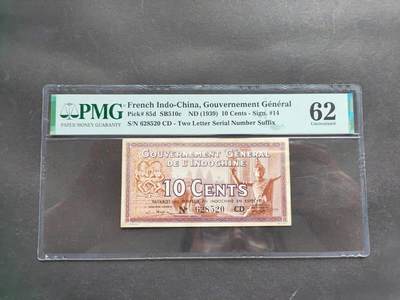 PMG
PAPER MONEY GUARANTY
French Indo-China, Gouvernement Général
Pick# 85d SB510c ND (1939) 10 Cents - Sign. #14
S/N 628520 CD - Two Letter Serial Number Suffix
62
Uncirculated
GOUVERNEMENT GÉNÉRAL
DE L'INDOCHINE
10 CENTS
N° 628520 CD